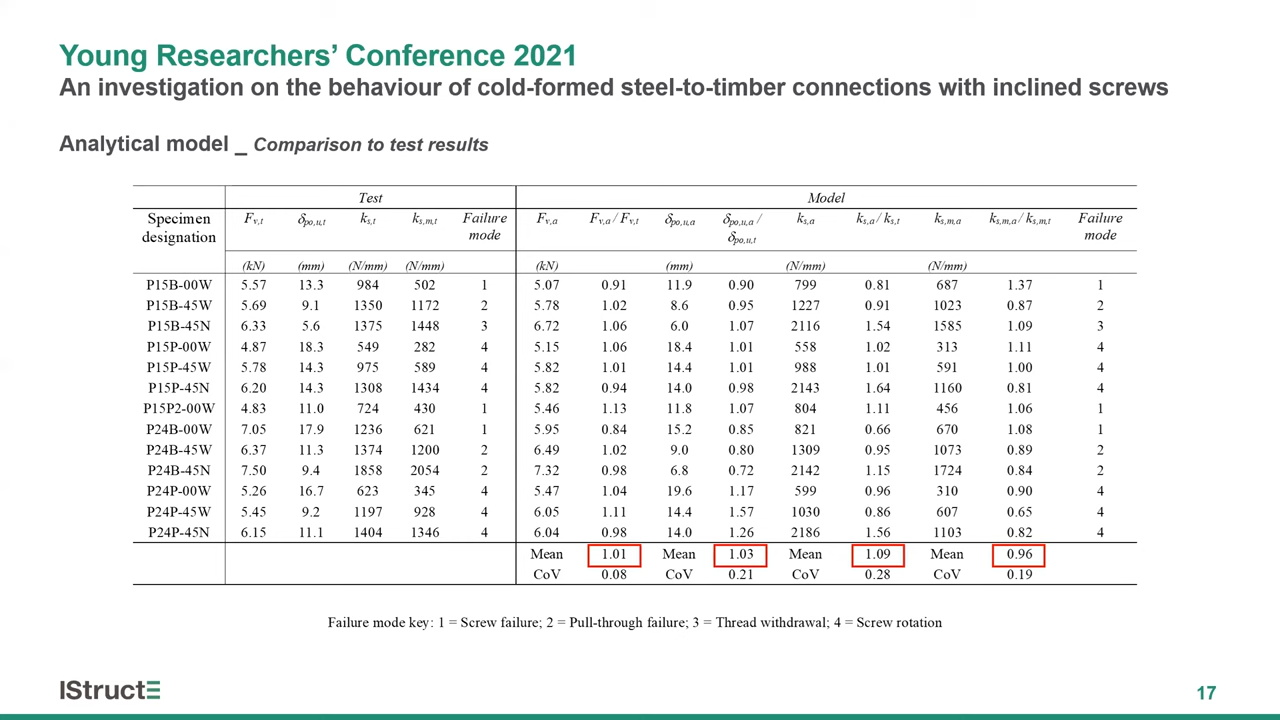 Young Researchers’ Conference 2021
An investigation on the behaviour of cold-formed steel-to-timber connections with inclined screws
Analytical model _ Comparison to test results
Test Model
Specimen designation F_v,t δ_po,u,t k_s,t k_s,m,t Failure mode F_v,a F_v,a / F_v,t δ_po,u,a δ_po,u,a / δ_po,u,t k_s,a k_s,a / k_s,t k_s,m,a k_s,m,a / k_s,m,t Failure mode
(kN) (mm) (N/mm) (N/mm) (kN) (mm) (N/mm) (N/mm)
P15B-00W 5.57 13.3 984 502 1 5.07 0.91 11.9 0.90 799 0.81 687 1.37 1
P15B-45W 5.69 9.1 1350 1172 2 5.78 1.02 8.6 0.95 1227 0.91 1023 0.87 2
P15B-45N 6.33 5.6 1375 1448 3 6.72 1.06 6.0 1.07 2116 1.54 1585 1.09 3
P15P-00W 4.87 18.3 549 282 4 5.15 1.06 18.4 1.01 558 1.02 313 1.11 4
P15P-45W 5.78 14.3 975 589 4 5.82 1.01 14.4 1.01 988 1.01 591 1.00 4
P15P-45N 6.20 14.3 1308 1434 4 5.82 0.94 14.0 0.98 2143 1.64 1160 0.81 4
P15P2-00W 4.83 11.0 724 430 1 5.46 1.13 11.8 1.07 804 1.11 456 1.06 1
P24B-00W 7.05 17.9 1236 621 1 5.95 0.84 15.2 0.85 821 0.66 670 1.08 1
P24B-45W 6.37 11.3 1374 1200 2 6.49 1.02 9.0 0.80 1309 0.95 1073 0.89 2
P24B-45N 7.50 9.4 1858 2054 2 7.32 0.98 6.8 0.72 2142 1.15 1724 0.84 2
P24P-00W 5.26 16.7 623 345 4 5.47 1.04 19.6 1.17 599 0.96 310 0.90 4
P24P-45W 5.45 9.2 1197 928 4 6.05 1.11 14.4 1.57 1030 0.86 607 0.65 4
P24P-45N 6.15 11.1 1404 1346 4 6.04 0.98 14.0 1.26 2186 1.56 1103 0.82 4
Mean 1.01 Mean 1.03 Mean 1.09 Mean 0.96
CoV 0.08 CoV 0.21 CoV 0.28 CoV 0.19
Failure mode key: 1 = Screw failure; 2 = Pull-through failure; 3 = Thread withdrawal; 4 = Screw rotation
IStructE
17